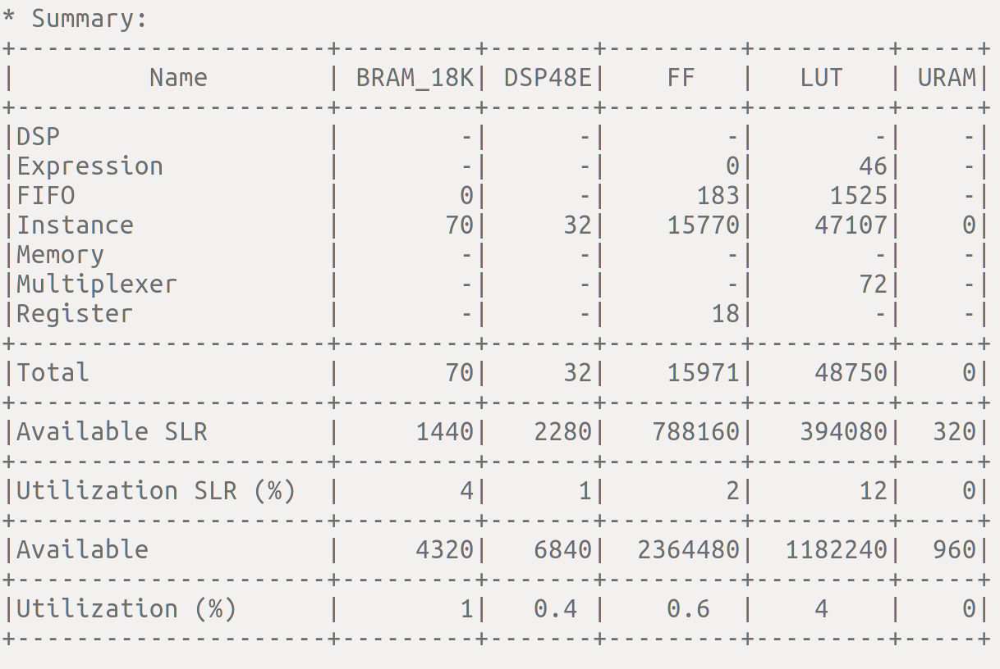 * Summary:
+---------------------+---------+-------+---------+---------+-----+
|         Name        | BRAM_18K| DSP48E|    FF   |   LUT   | URAM|
+---------------------+---------+-------+---------+---------+-----+
|DSP                  |        -|      -|        -|        -|    -|
|Expression           |        -|      -|        0|       46|    -|
|FIFO                 |        0|      -|      183|     1525|    -|
|Instance             |       70|     32|    15770|    47107|    0|
|Memory               |        -|      -|        -|        -|    -|
|Multiplexer          |        -|      -|        -|       72|    -|
|Register             |        -|      -|       18|        -|    -|
+---------------------+---------+-------+---------+---------+-----+
|Total                |       70|     32|    15971|    48750|    0|
+---------------------+---------+-------+---------+---------+-----+
|Available SLR        |     1440|   2280|   788160|   394080|  320|
+---------------------+---------+-------+---------+---------+-----+
|Utilization SLR (%)  |        4|      1|        2|       12|    0|
+---------------------+---------+-------+---------+---------+-----+
|Available            |     4320|   6840|  2364480|  1182240|  960|
+---------------------+---------+-------+---------+---------+-----+
|Utilization (%)      |        1|   0.4 |    0.6  |    4    |    0|
+---------------------+---------+-------+---------+---------+-----+